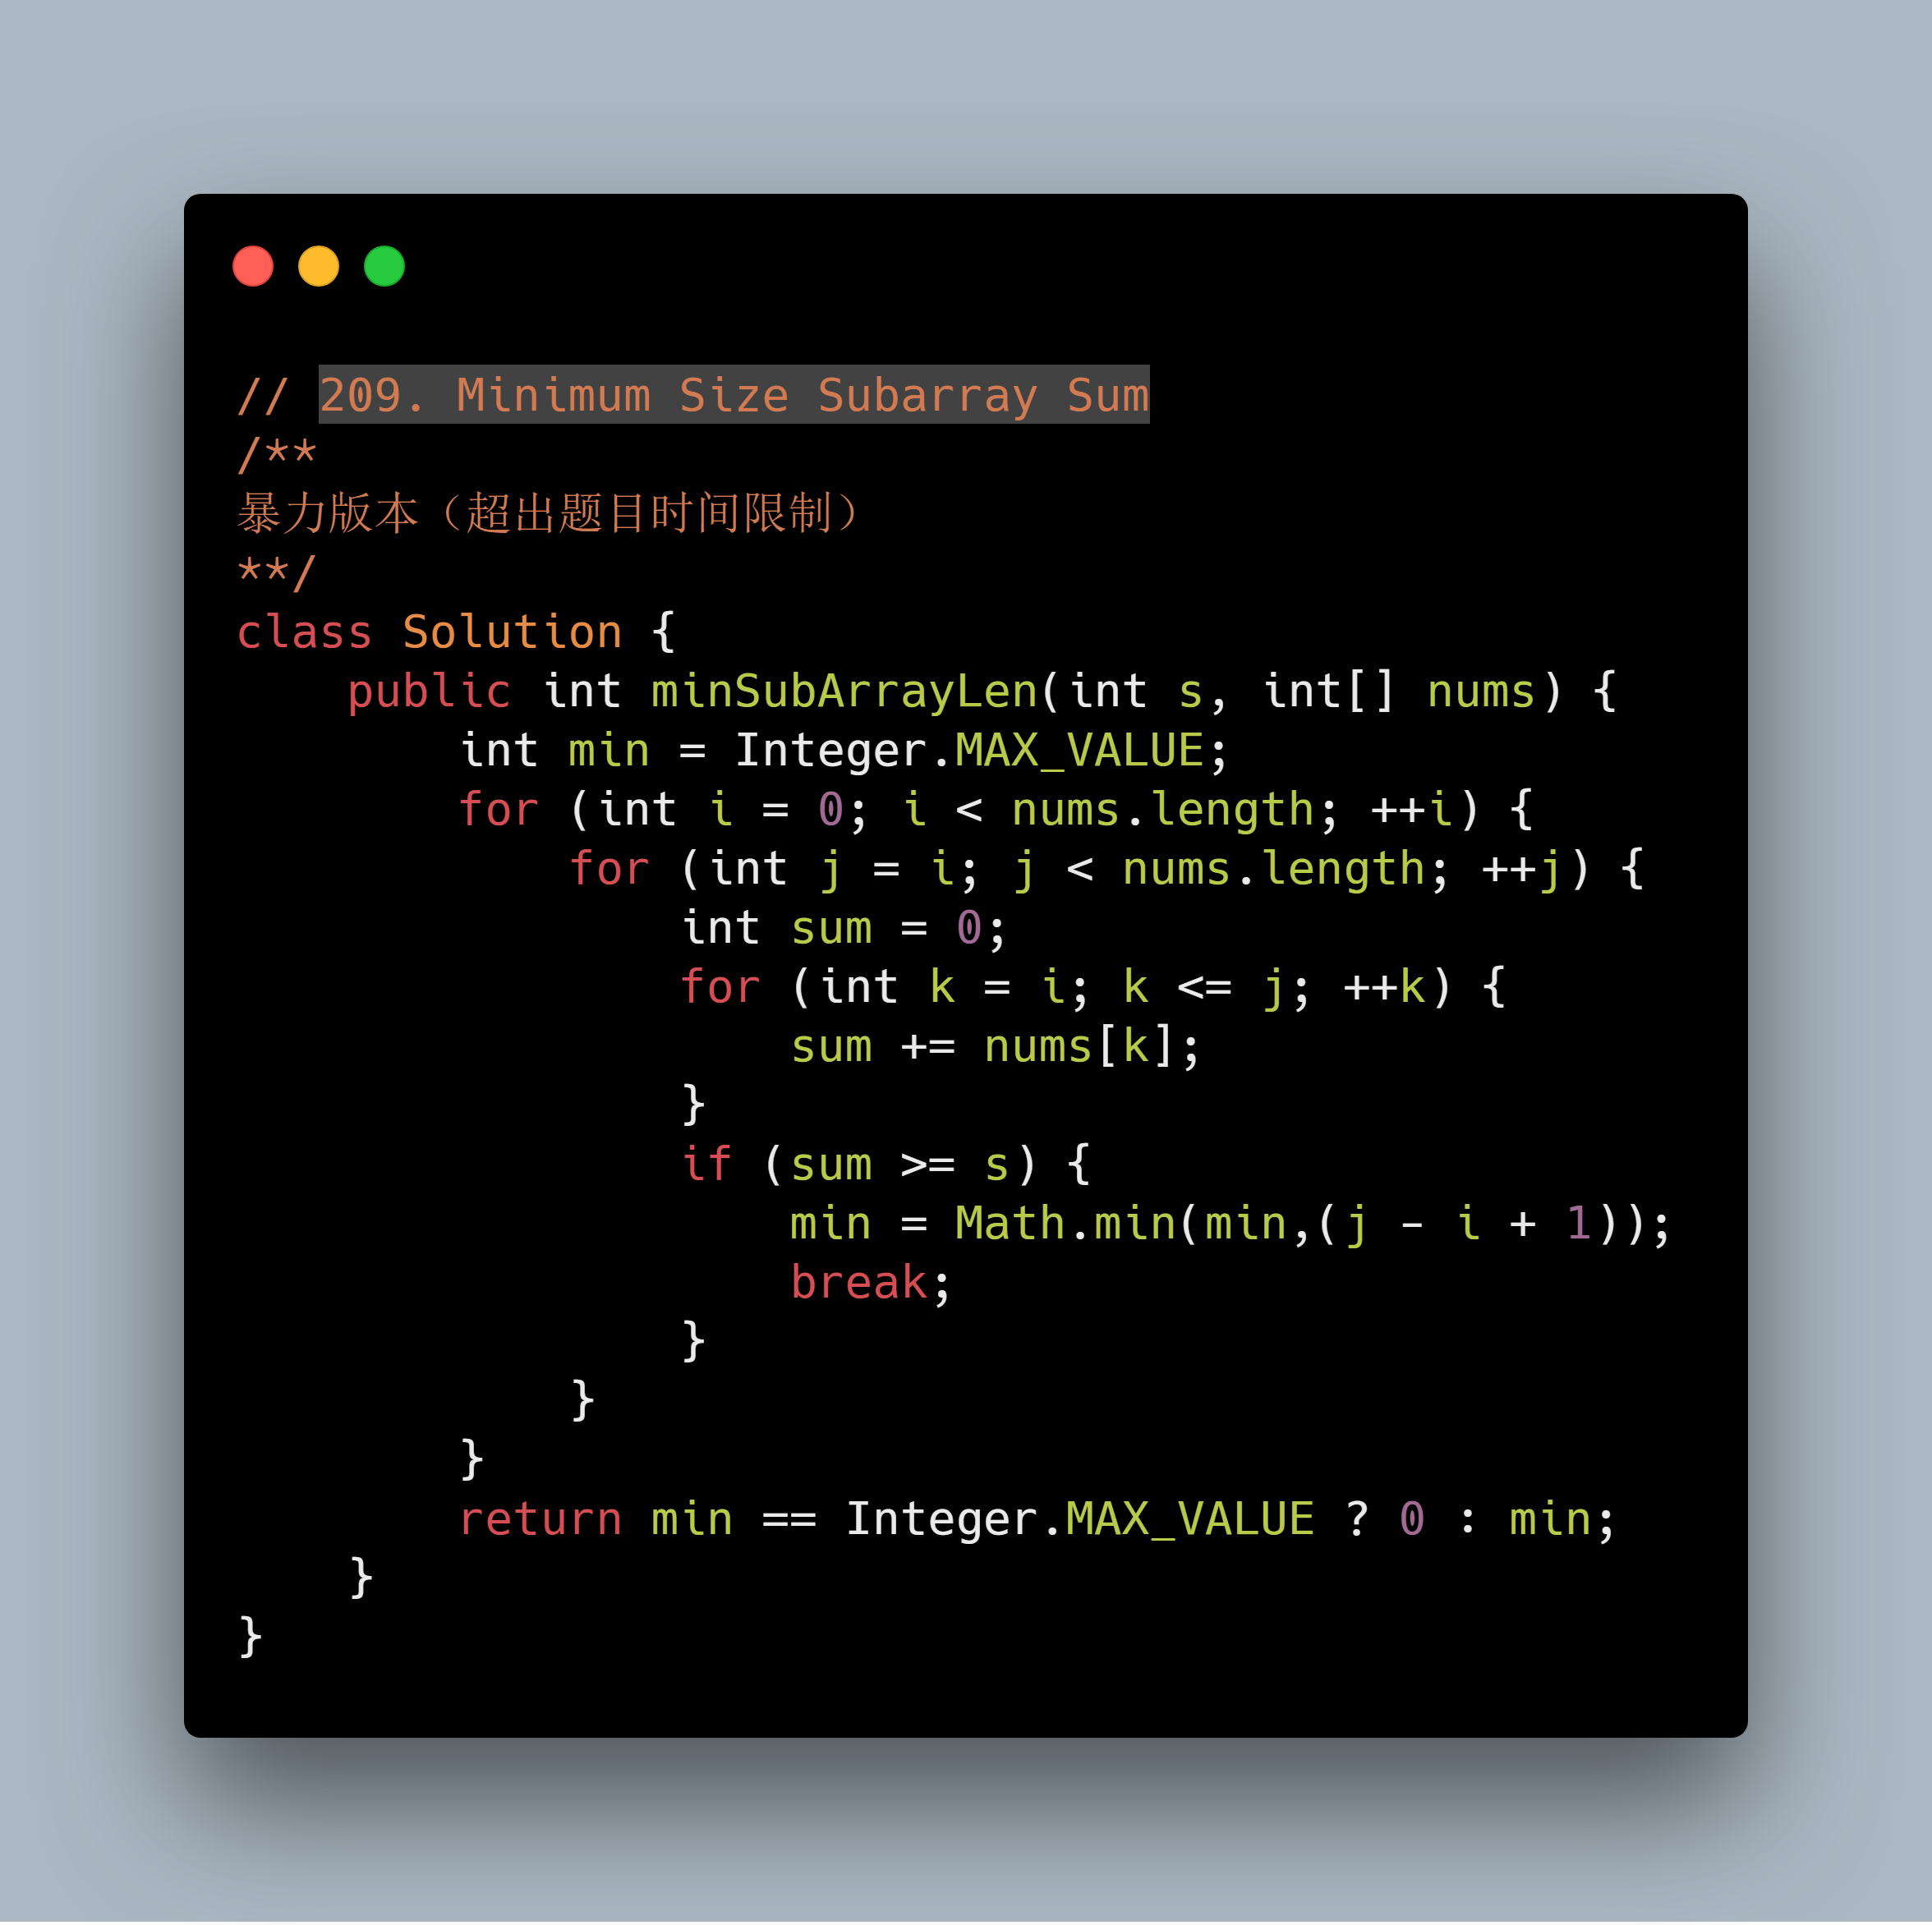 // 209. Minimum Size Subarray Sum
/**
暴力版本（超出题目时间限制）
**/
class Solution {
    public int minSubArrayLen(int s, int[] nums) {
        int min = Integer.MAX_VALUE;
        for (int i = 0; i < nums.length; ++i) {
            for (int j = i; j < nums.length; ++j) {
                int sum = 0;
                for (int k = i; k <= j; ++k) {
                    sum += nums[k];
                }
                if (sum >= s) {
                    min = Math.min(min,(j - i + 1));
                    break;
                }
            }
        }
        return min == Integer.MAX_VALUE ? 0 : min;
    }
}